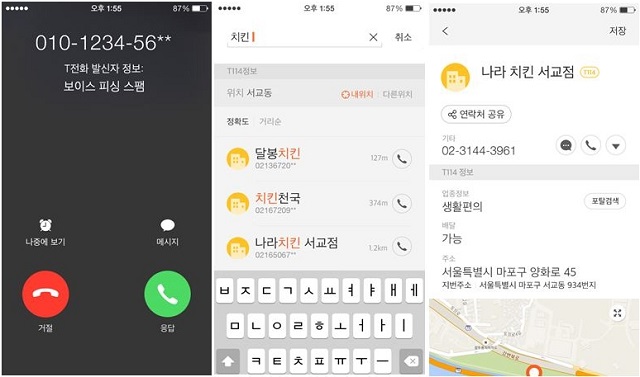 오후 1:55
87%
010-1234-56**
T전화 발신자 정보:
보이스 피싱 스팸
나중에 보기
메시지
거절
응답
오후 1:55
87%
치킨
취소
T114정보
위치 서교동
내위치
다른위치
정확도
거리순
달봉치킨
02136720**
127m
치킨천국
02167209**
374m
나라치킨 서교점
02165067**
1.2km
ㅂ ㅈ ㄷ ㄱ ㅅ ㅛ ㅕ ㅑ ㅐ ㅔ
ㅁ ㄴ ㅇ ㄹ ㅎ ㅗ ㅓ ㅏ ㅣ
ㅋ ㅌ ㅊ ㅍ ㅠ ㅜ ㅡ
오후 1:55
87%
저장
나라 치킨 서교점
T114
연락처 공유
기타
02-3144-3961
T114 정보
업종정보
생활편의
포탈검색
배달
가능
주소
서울특별시 마포구 양화로 45
지번주소 서울특별시 마포구 서교동 934번지